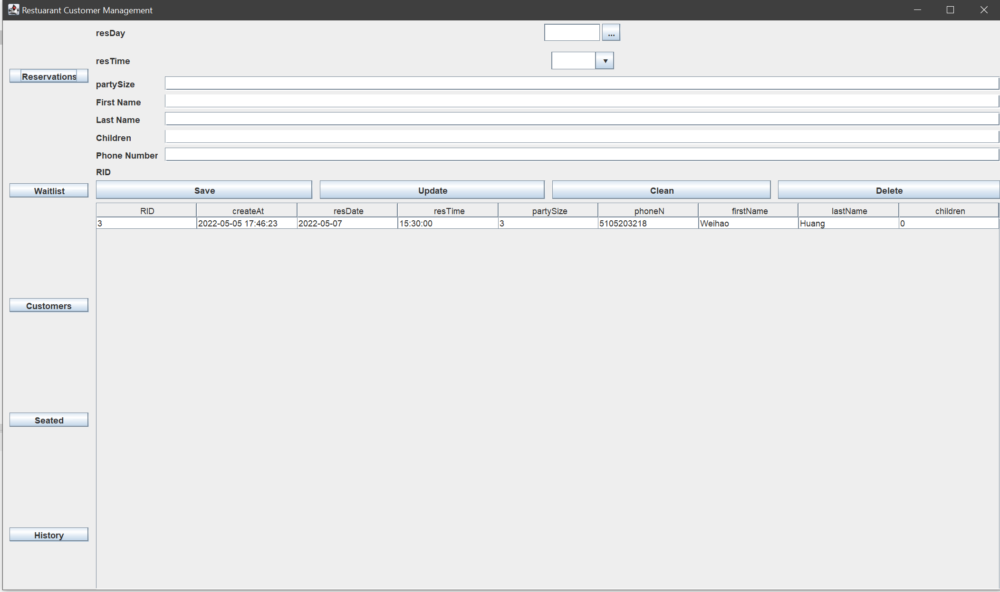 Restuarant Customer Management
resDay
...
resTime
Reservations
partySize
First Name
Last Name
Children
Phone Number
RID
Waitlist
Save Update Clean Delete
RID createAt resDate resTime partySize phoneN firstName lastName children
3 2022-05-05 17:46:23 2022-05-07 15:30:00 3 5105203218 Weihao Huang 0
Customers
Seated
History